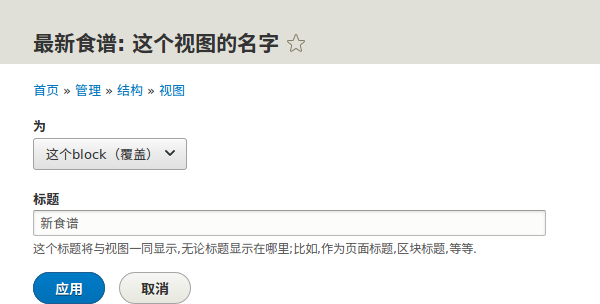 最新食谱: 这个视图的名字
首页 » 管理 » 结构 » 视图
为
这个block（覆盖）
标题
新食谱
这个标题将与视图一同显示,无论标题显示在哪里;比如,作为页面标题,区块标题,等等.
应用 取消